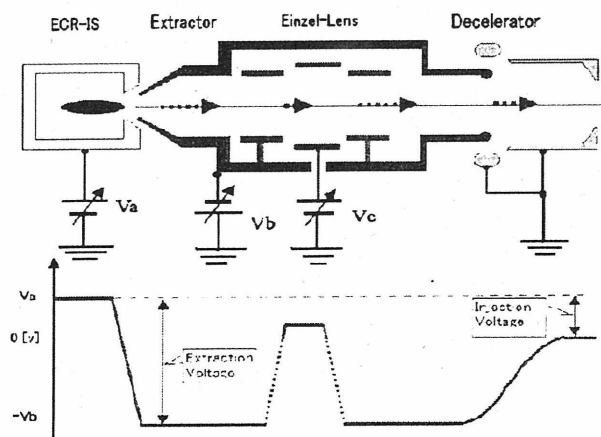 ECR-IS Extractor Einzel-Lens Decelerator
Va Vb Vc
Va
Injection
Voltage
0 [v]
Extraction
Voltage
-Vb